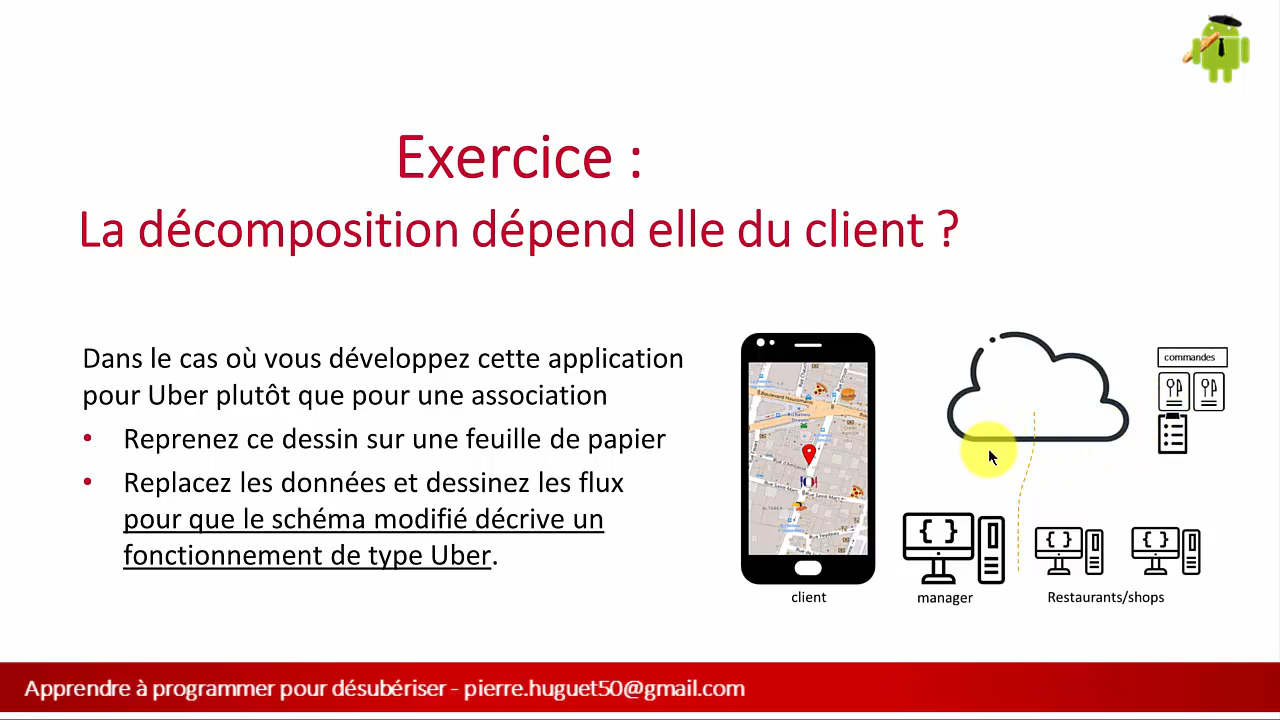 Exercice :
La décomposition dépend elle du client ?
Dans le cas où vous développez cette application
pour Uber plutôt que pour une association
• Reprenez ce dessin sur une feuille de papier
• Replacez les données et dessinez les flux
pour que le schéma modifié décrive un
fonctionnement de type Uber.
commandes
{ }
{ }
{ }
client
manager
Restaurants/shops
Apprendre à programmer pour désubériser - pierre.huguet50@gmail.com